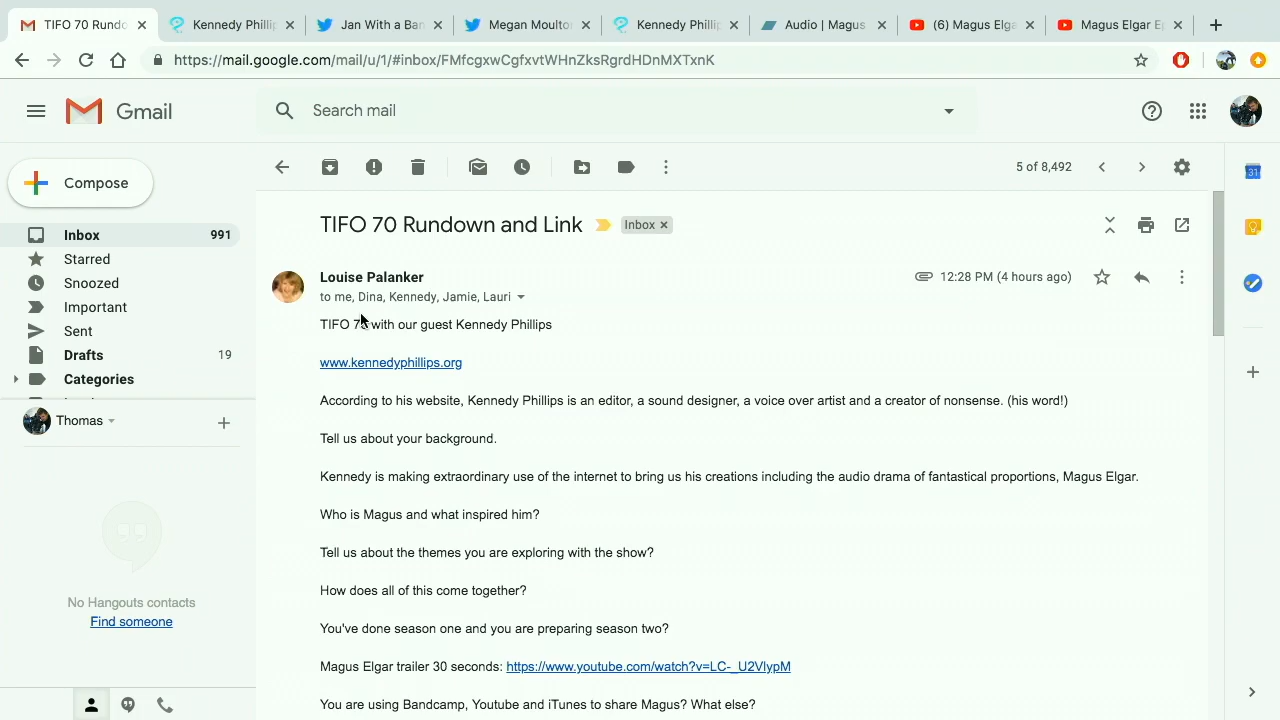 TIFO 70 Rundo
Kennedy Phillip
Jan With a Ban
Megan Moulto
Kennedy Phillip
Audio | Magus
(6) Magus Elga
Magus Elgar Ep
https://mail.google.com/mail/u/1/#inbox/FMfcgxwCgfxvtWHnZksRgrdHDnMXTxnK
Gmail
Search mail
Compose
5 of 8,492
31
Inbox 991
Starred
Snoozed
Important
Sent
Drafts 19
Categories
Thomas
No Hangouts contacts
Find someone
TIFO 70 Rundown and Link Inbox
Louise Palanker 12:28 PM (4 hours ago)
to me, Dina, Kennedy, Jamie, Lauri
TIFO 70 with our guest Kennedy Phillips
www.kennedyphillips.org
According to his website, Kennedy Phillips is an editor, a sound designer, a voice over artist and a creator of nonsense. (his word!)
Tell us about your background.
Kennedy is making extraordinary use of the internet to bring us his creations including the audio drama of fantastical proportions, Magus Elgar.
Who is Magus and what inspired him?
Tell us about the themes you are exploring with the show?
How does all of this come together?
You've done season one and you are preparing season two?
Magus Elgar trailer 30 seconds: https://www.youtube.com/watch?v=LC-_U2VlypM
You are using Bandcamp, Youtube and iTunes to share Magus? What else?